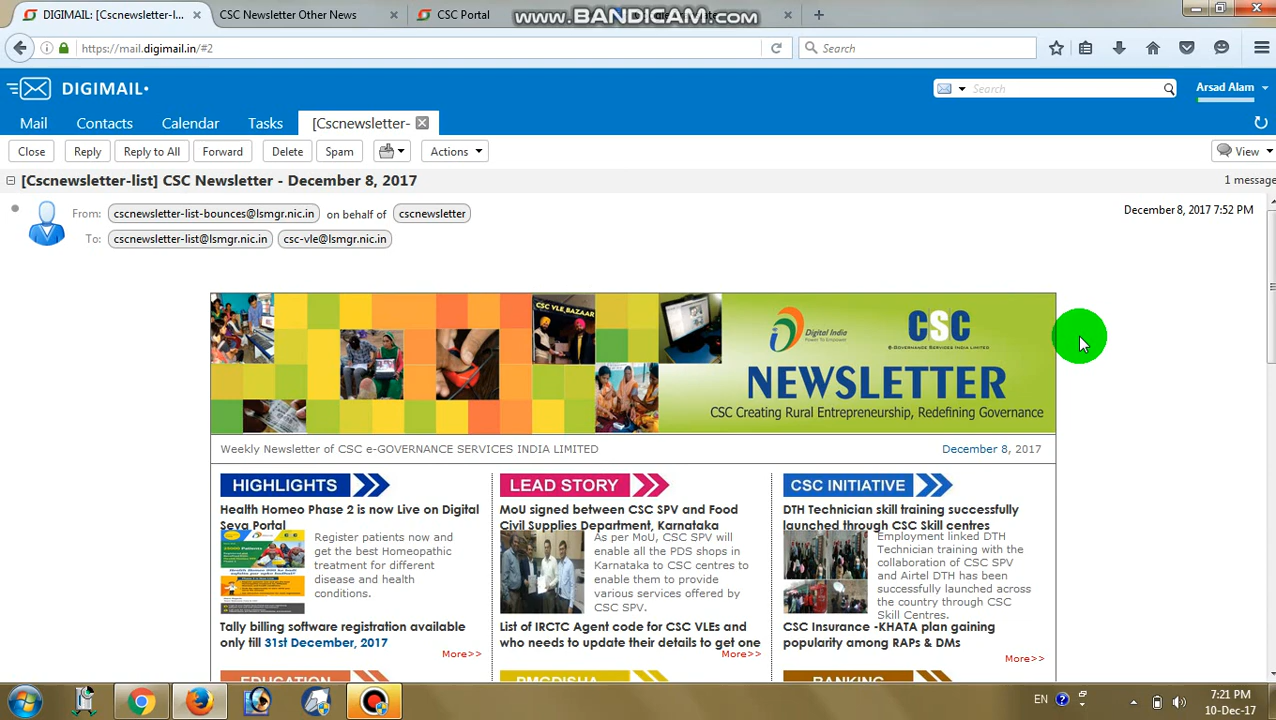 DIGIMAIL: [Cscnewsletter-l...
CSC Newsletter Other News
CSC Portal
www.BANDICAM.com
https://mail.digimail.in/#2
Search
DIGIMAIL
Search
Arsad Alam
Mail
Contacts
Calendar
Tasks
[Cscnewsletter-
Close
Reply
Reply to All
Forward
Delete
Spam
Actions
View
[Cscnewsletter-list] CSC Newsletter - December 8, 2017
1 message
From: cscnewsletter-list-bounces@lsmgr.nic.in on behalf of cscnewsletter
December 8, 2017 7:52 PM
To: cscnewsletter-list@lsmgr.nic.in csc-vle@lsmgr.nic.in
CSC VLE BAZAAR
Digital India
Power To Empower
CSC
e-GOVERNANCE SERVICES INDIA LIMITED
NEWSLETTER
CSC Creating Rural Entrepreneurship, Redefining Governance
Weekly Newsletter of CSC e-GOVERNANCE SERVICES INDIA LIMITED
December 8, 2017
HIGHLIGHTS
Health Homeo Phase 2 is now Live on Digital
Seva Portal
Register patients now and
get the best Homeopathic
treatment for different
disease and health
conditions.
Tally billing software registration available
only till 31st December, 2017
More>>
LEAD STORY
MoU signed between CSC SPV and Food
Civil Supplies Department, Karnataka
As per MoU, CSC SPV will
enable all the PDS shops in
Karnataka to CSC centres to
enable them to provide
various services offered by
CSC SPV.
List of IRCTC Agent code for CSC VLEs and
who needs to update their details to get one
More>>
CSC INITIATIVE
DTH Technician skill training successfully
launched through CSC Skill centres
Employment linked DTH
Technician training with the
collaboration of CSC SPV
and Airtel DTH has been
successfully launched across
the country through CSC
Skill Centres.
CSC Insurance -KHATA plan gaining
popularity among RAPs & DMs
More>>
EDUCATION
PMGDISHA
BANKING
EN
7:21 PM
10-Dec-17